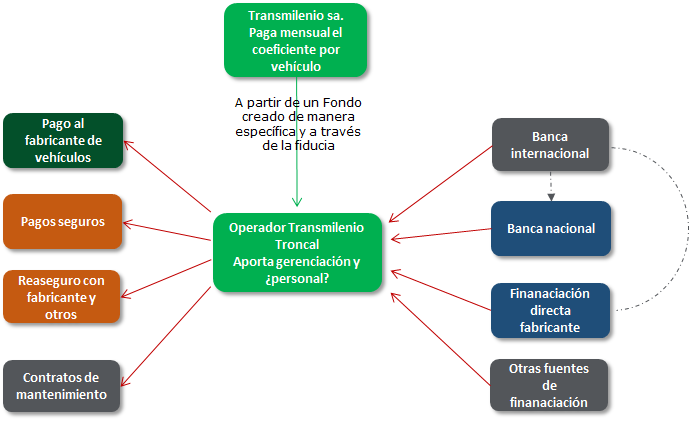 Transmilenio sa.
Paga mensual el
coeficiente por
vehículo
A partir de un Fondo
creado de manera
específica y a través
de la fiducia
Pago al
fabricante de
vehículos
Pagos seguros
Reaseguro con
fabricante y
otros
Contratos de
mantenimiento
Operador Transmilenio
Troncal
Aporta gerenciación y
¿personal?
Banca
internacional
Banca nacional
Finanaciación
directa
fabricante
Otras fuentes
de
finanaciación